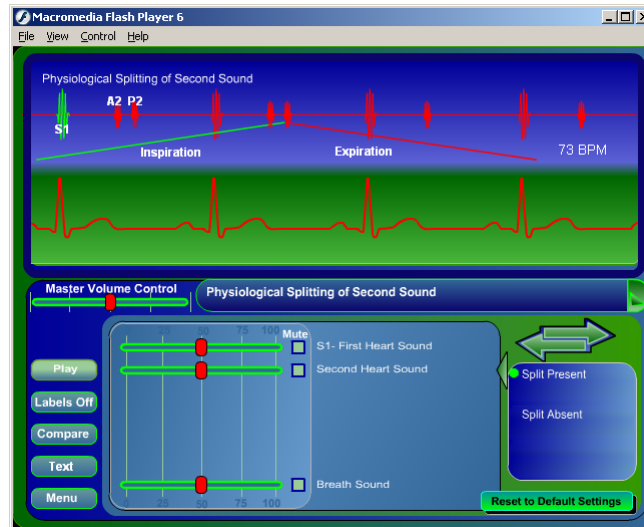 Macromedia Flash Player 6
File View Control Help
Physiological Splitting of Second Sound
A2 P2
S1
Inspiration Expiration 73 BPM
Master Volume Control
Physiological Splitting of Second Sound
0 25 50 75 100 Mute
S1- First Heart Sound
Play
Second Heart Sound
Split Present
Labels Off
Split Absent
Compare
Text
Breath Sound
Menu
0 25 50 75 100
Reset to Default Settings